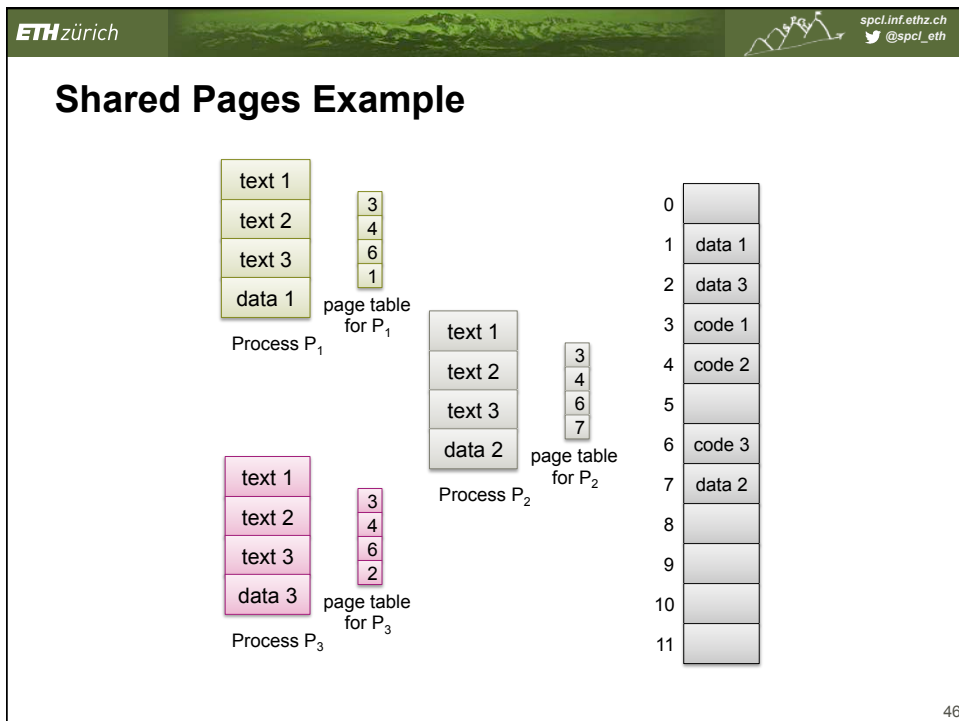 ETH zürich
spcl.inf.ethz.ch
@spcl_eth
Shared Pages Example
text 1
text 2
text 3
data 1
Process P1
3
4
6
1
page table
for P1
text 1
text 2
text 3
data 2
Process P2
3
4
6
7
page table
for P2
text 1
text 2
text 3
data 3
Process P3
3
4
6
2
page table
for P3
0
1 data 1
2 data 3
3 code 1
4 code 2
5
6 code 3
7 data 2
8
9
10
11
46